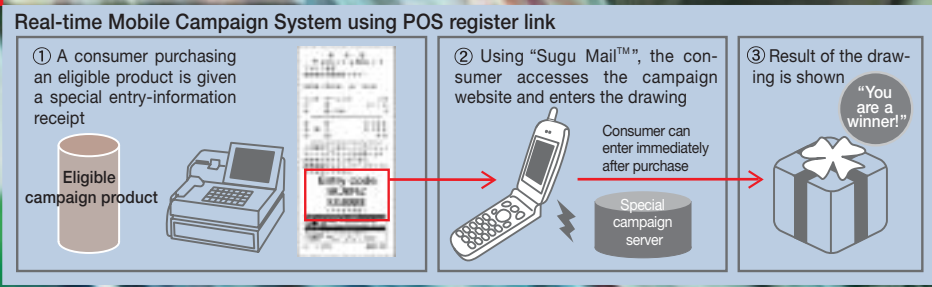 Real-time Mobile Campaign System using POS register link
① A consumer purchasing
an eligible product is given
a special entry-information
receipt
Eligible
campaign product
Entry code
② Using “Sugu Mail™”, the con-
sumer accesses the campaign
website and enters the drawing
Consumer can
enter immediately
after purchase
Special
campaign
server
③ Result of the draw-
ing is shown
“You
are a
winner!”